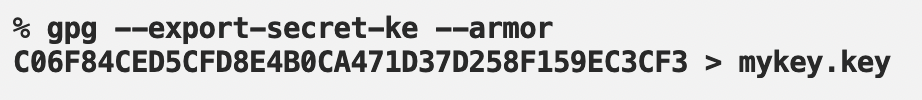 % gpg --export-secret-ke --armor
C06F84CED5CFD8E4B0CA471D37D258F159EC3CF3 > mykey.key